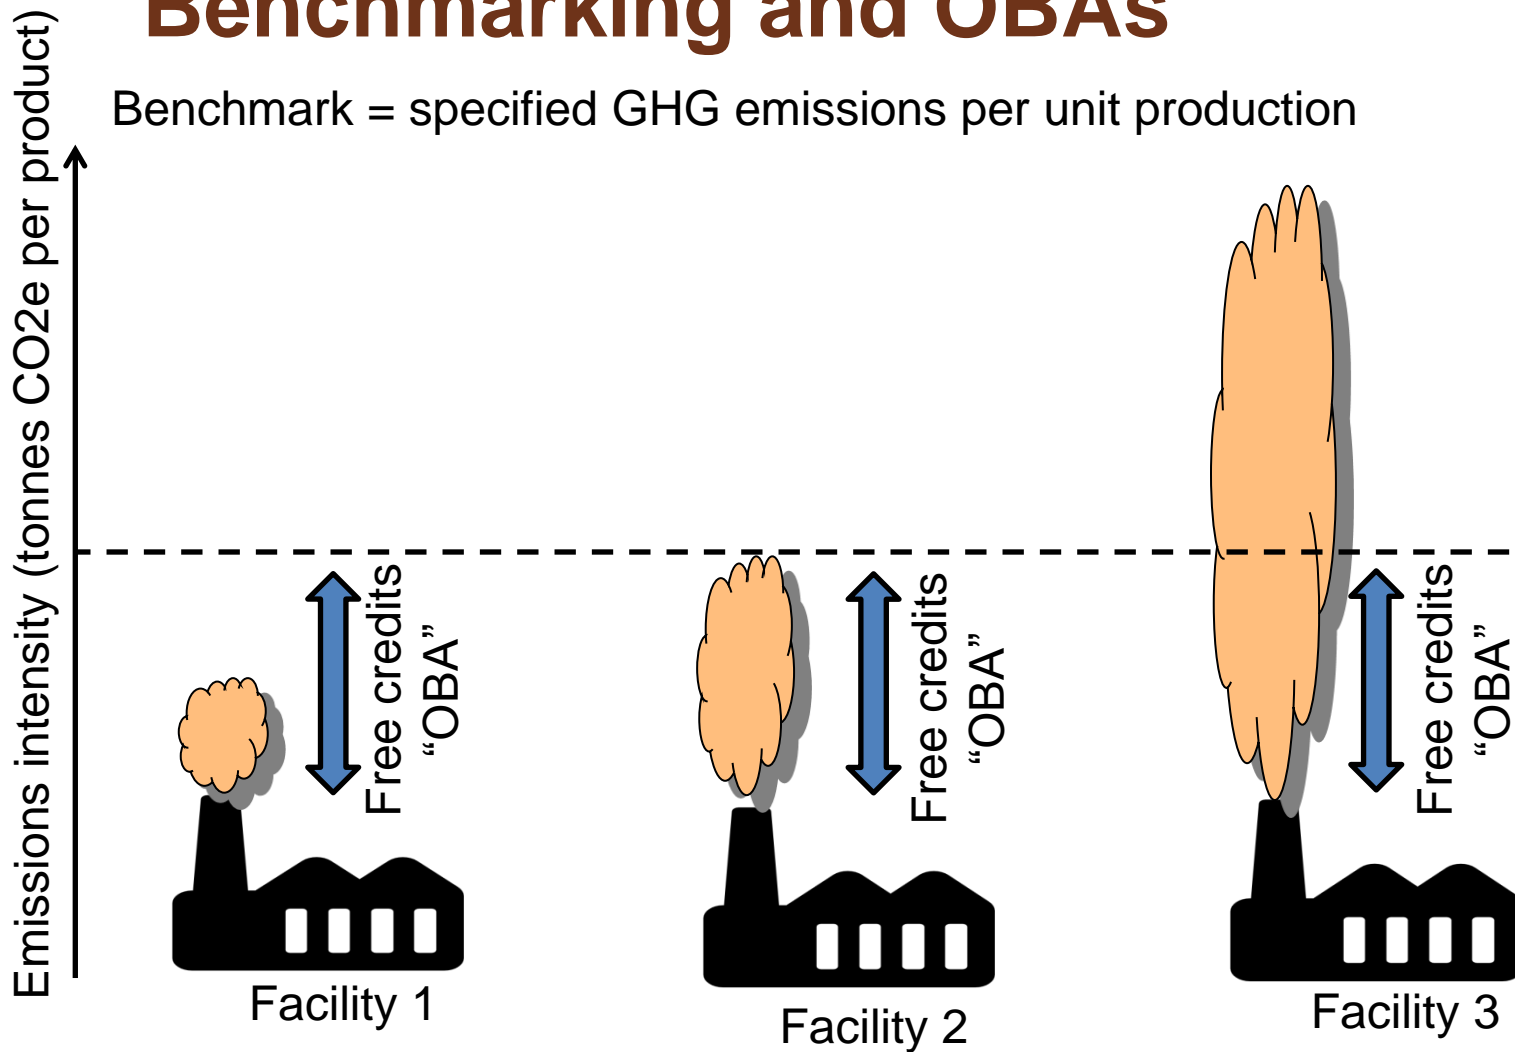 Benchmarking and OBAs
Benchmark = specified GHG emissions per unit production
Emissions intensity (tonnes CO2e per product)
Free credits
“OBA”
Free credits
“OBA”
Free credits
“OBA”
Facility 1
Facility 2
Facility 3